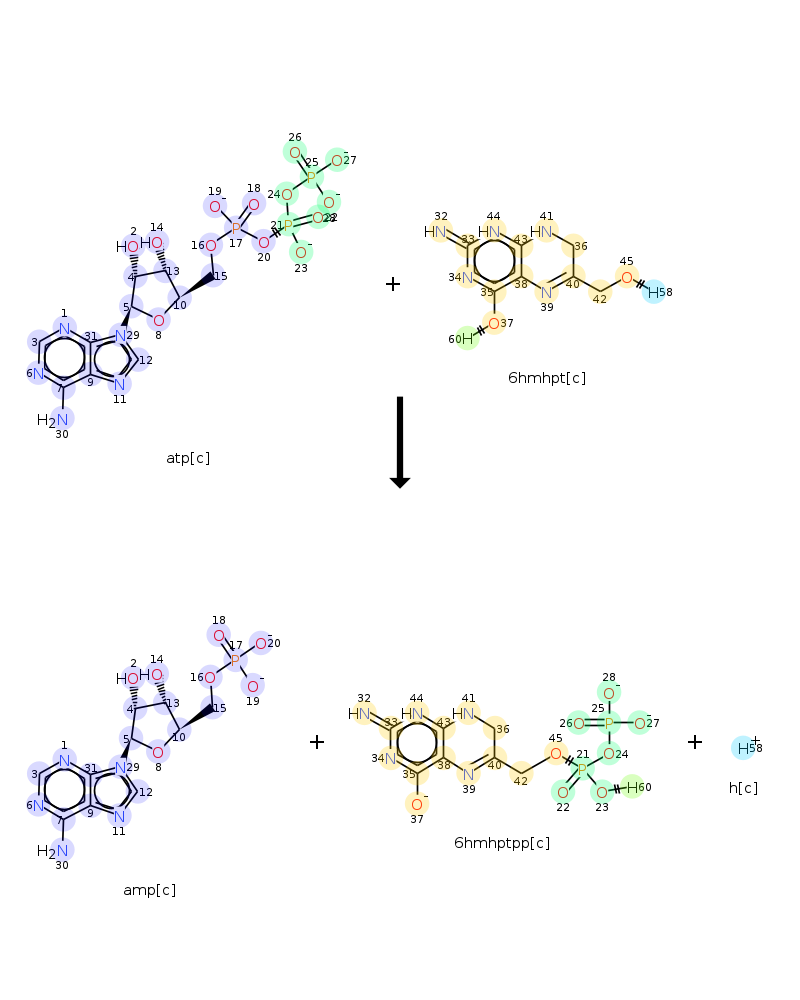 26
25
O
O
-
27
P
19
18
24
O
O
-
O
-
O
21
P
O
28
22
2
14
P
17
O
20
O
-
23
HO
HO
16
O
4
13
15
5
10
O
8
1
N
31
N
29
3
12
6
N
7
9
N
11
H2N
30
atp[c]
+
32
44
41
HN
HN
43
HN
36
33
45
34
N
38
40
O
35
N
39
42
H
58
O
37
60
H
6hmhpt[c]
18
O
17
O
-
20
P
2
14
HO
HO
16
O
O
-
19
4
13
15
5
10
O
8
1
N
31
N
29
3
12
6
N
7
9
N
11
H2N
30
amp[c]
+
32
44
41
HN
HN
43
HN
36
33
45
O
34
N
38
40
35
N
39
42
O
-
37
28
O
-
25
26
O
P
O
-
27
21
O
24
P
O
22
O
23
H
60
6hmhptpp[c]
+
H
+
58
h[c]